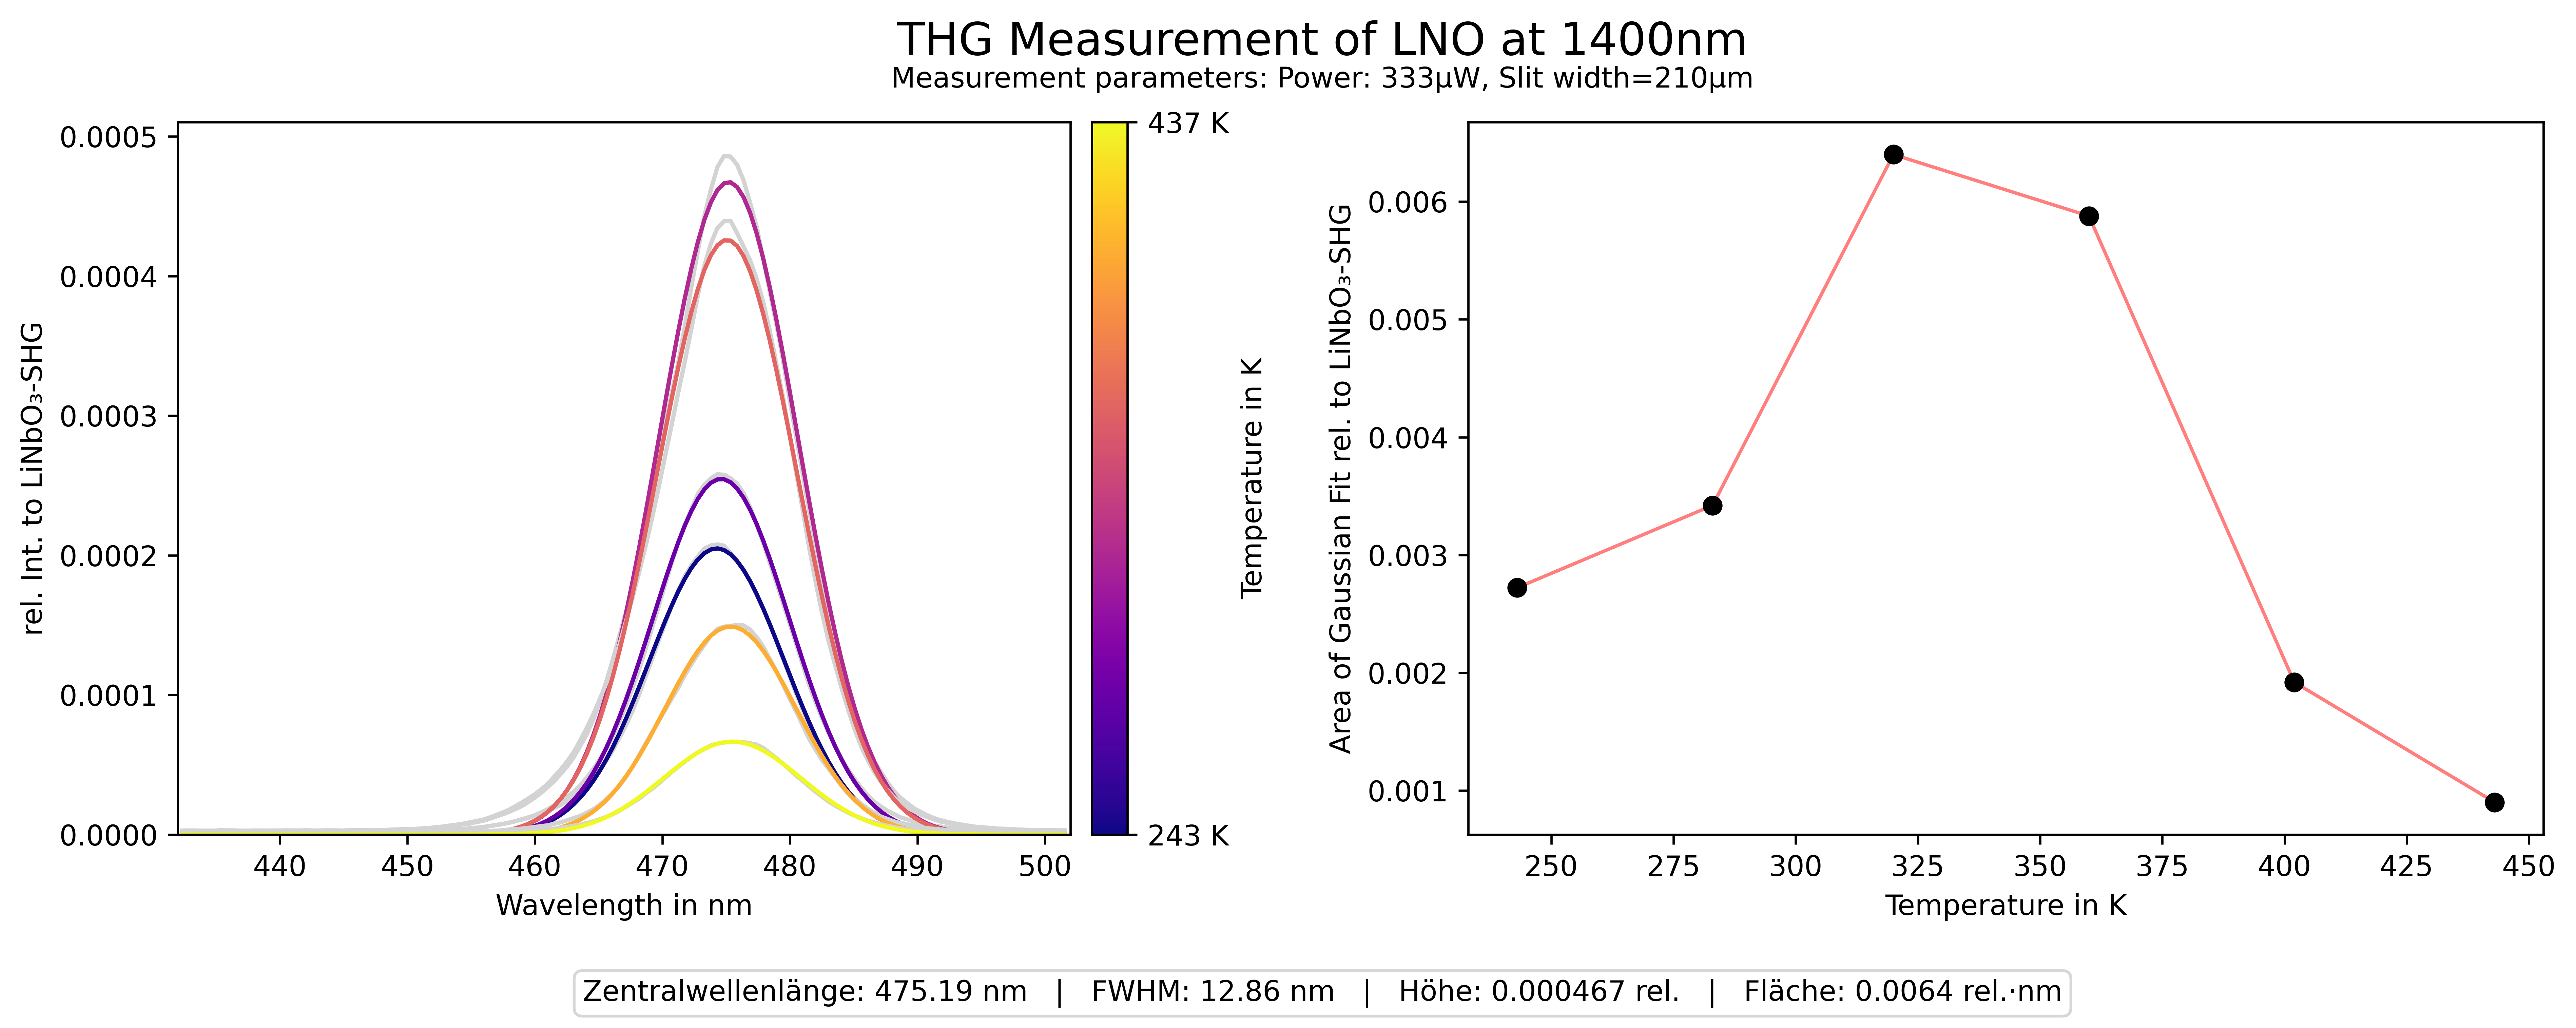 THG Measurement of LNO at 1400nm
Measurement parameters: Power: 333µW, Slit width=210µm
rel. Int. to LiNbO₃-SHG
0.0005
0.0004
0.0003
0.0002
0.0001
0.0000
440 450 460 470 480 490 500
Wavelength in nm
437 K
243 K
Temperature in K
Area of Gaussian Fit rel. to LiNbO₃-SHG
0.006
0.005
0.004
0.003
0.002
0.001
250 275 300 325 350 375 400 425 450
Temperature in K
Zentralwellenlänge: 475.19 nm | FWHM: 12.86 nm | Höhe: 0.000467 rel. | Fläche: 0.0064 rel.·nm